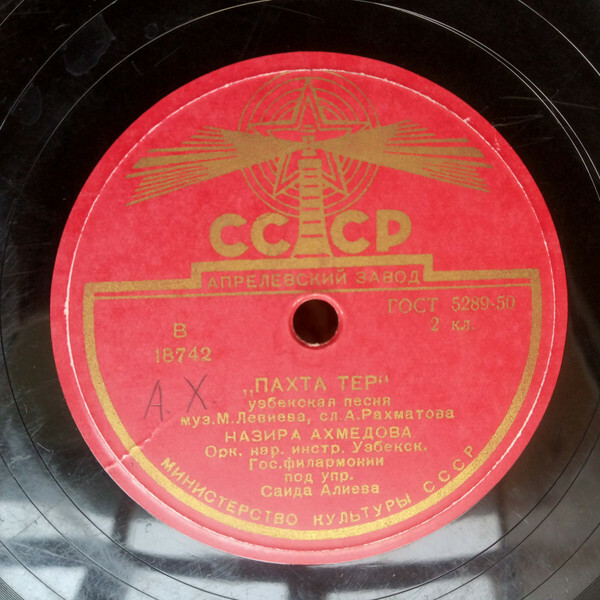 СССР
АПРЕЛЕВСКИЙ ЗАВОД
ГОСТ 5289-50
2 кл.
В
18742
А.Х.
„ПАХТА ТЕР“
узбекская песня
муз.М.Левиева, сл.А.Рахматова
НАЗИРА АХМЕДОВА
Орк. нар. инстр. Узбекск.
Гос.филармонии
под упр.
Саида Алиева
МИНИСТЕРСТВО КУЛЬТУРЫ СССР